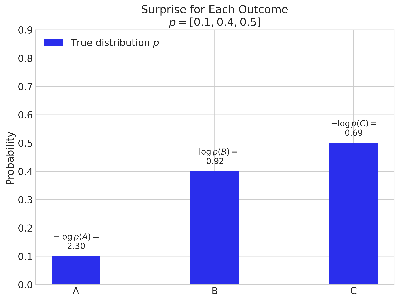 Surprise for Each Outcome
p = [0.1, 0.4, 0.5]
0.9
0.8
0.7
0.6
0.5
0.4
0.3
0.2
0.1
0.0
Probability
True distribution p
−log p(A) =
2.30
−log p(B) =
0.92
−log p(C) =
0.69
A
B
C